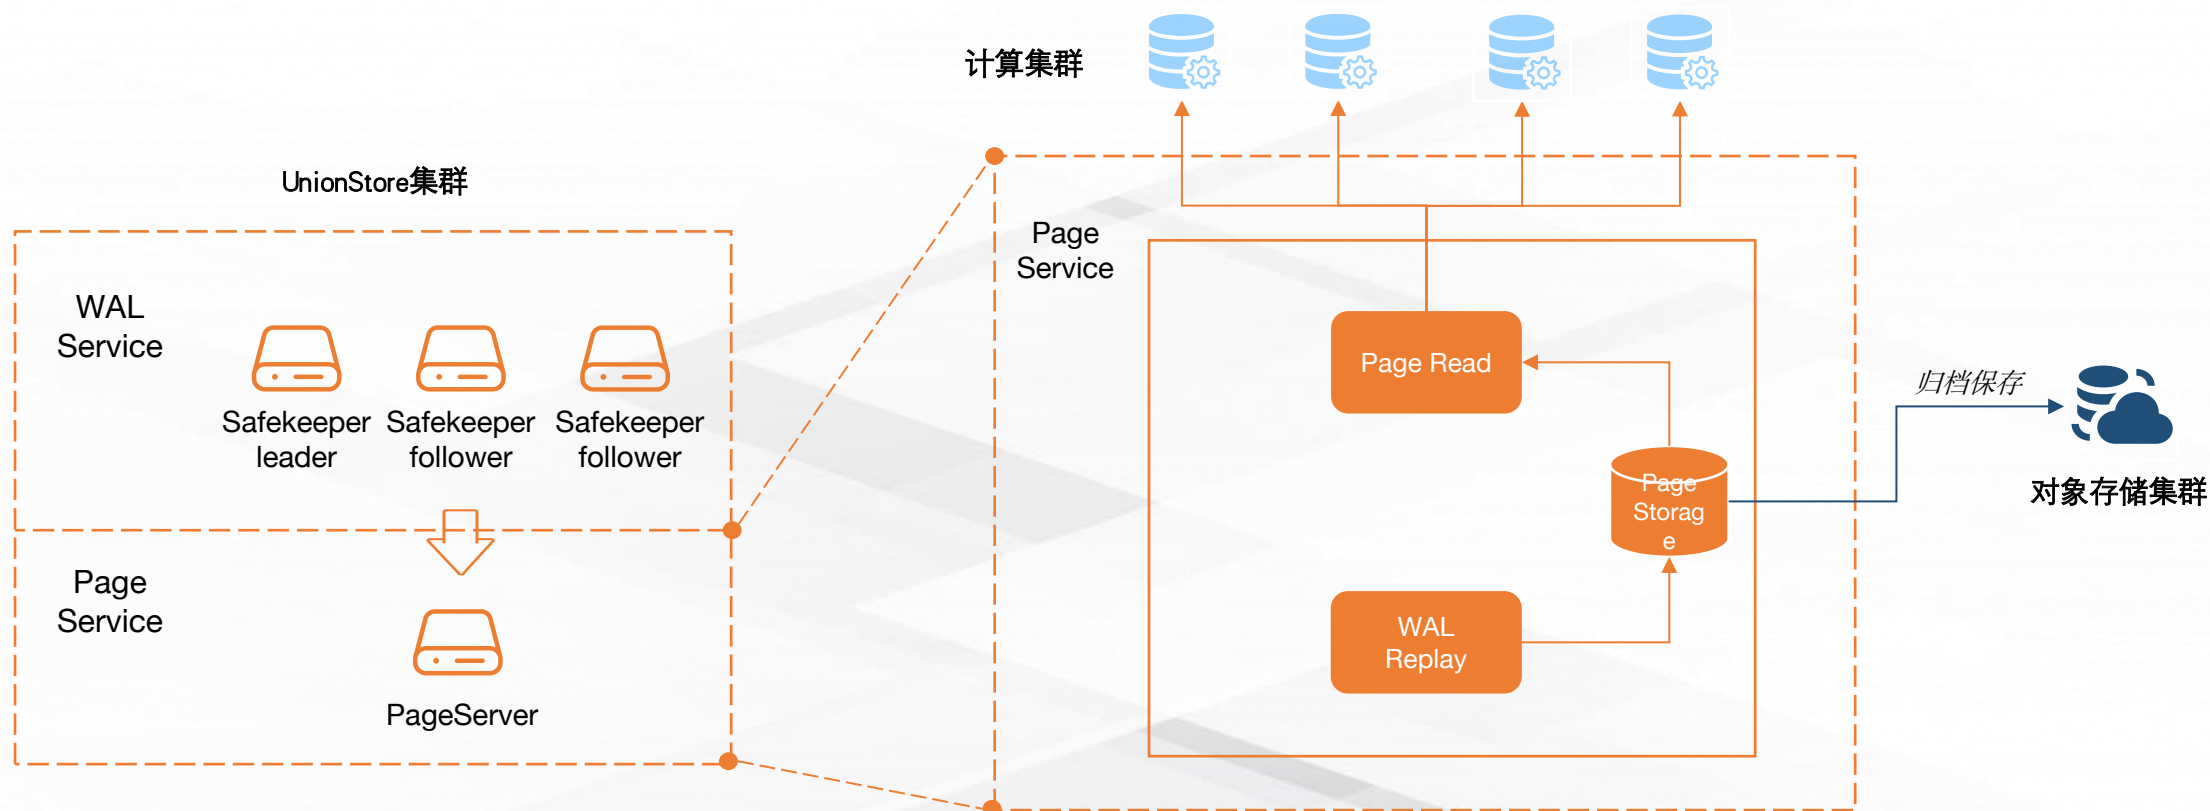 UnionStore集群
WAL
Service
Safekeeper
leader
Safekeeper
follower
Safekeeper
follower
Page
Service
PageServer
计算集群
Page
Service
Page Read
Page
Storag
e
WAL
Replay
归档保存
对象存储集群